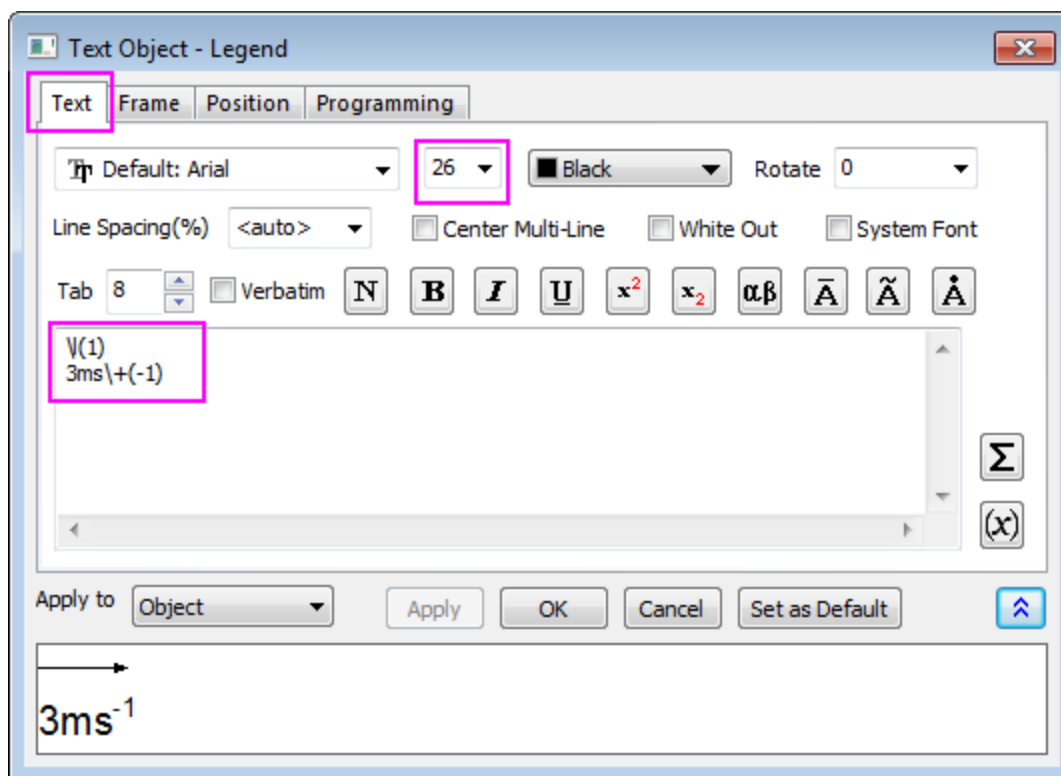 Text Object - Legend
Text Frame Position Programming
Default: Arial 26 Black Rotate 0
Line Spacing(%) <auto> Center Multi-Line White Out System Font
Tab 8 Verbatim N B I U x² x₂ αβ Ā Ã Å
\l(1)
3ms\+(-1)
Σ
(x)
Apply to Object Apply OK Cancel Set as Default
3ms⁻¹